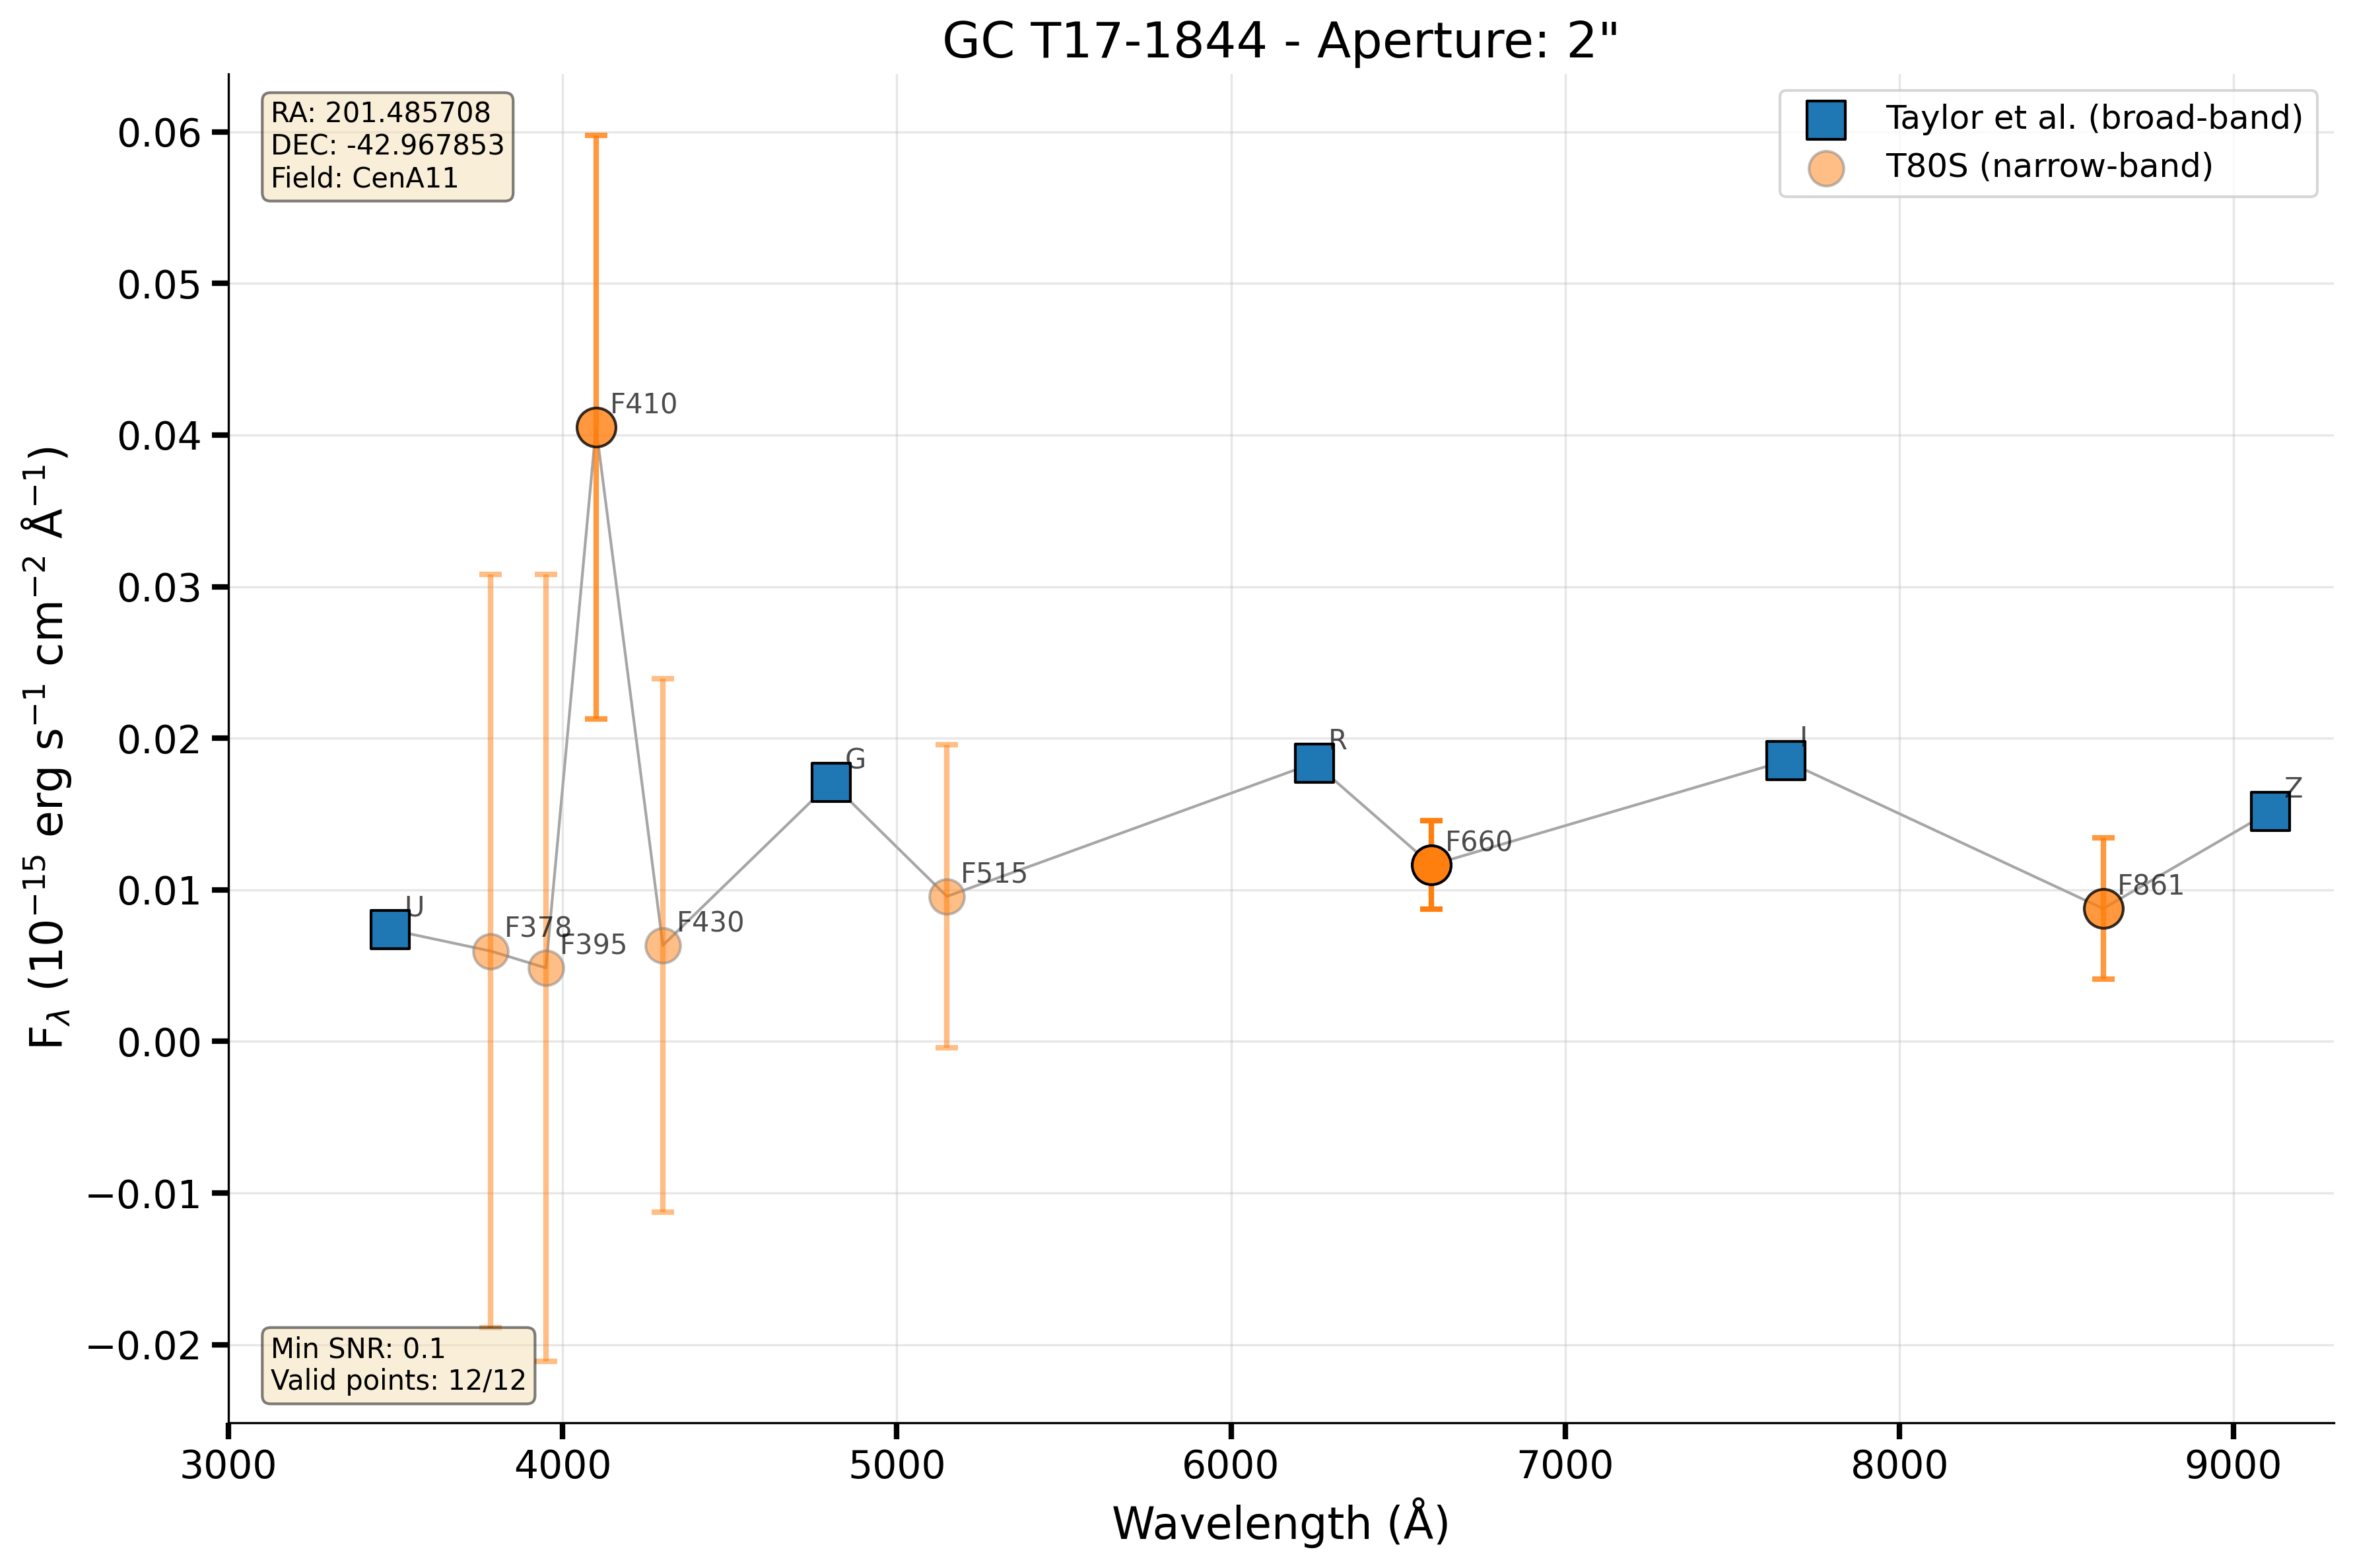 GC T17-1844 - Aperture: 2"
RA: 201.485708
DEC: -42.967853
Field: CenA11
Taylor et al. (broad-band)
T80S (narrow-band)
0.06
0.05
0.04
0.03
0.02
0.01
0.00
−0.01
−0.02
F_λ (10⁻¹⁵ erg s⁻¹ cm⁻² Å⁻¹)
U
F378
F395
F410
F430
G
F515
R
F660
I
F861
Z
Min SNR: 0.1
Valid points: 12/12
3000 4000 5000 6000 7000 8000 9000
Wavelength (Å)